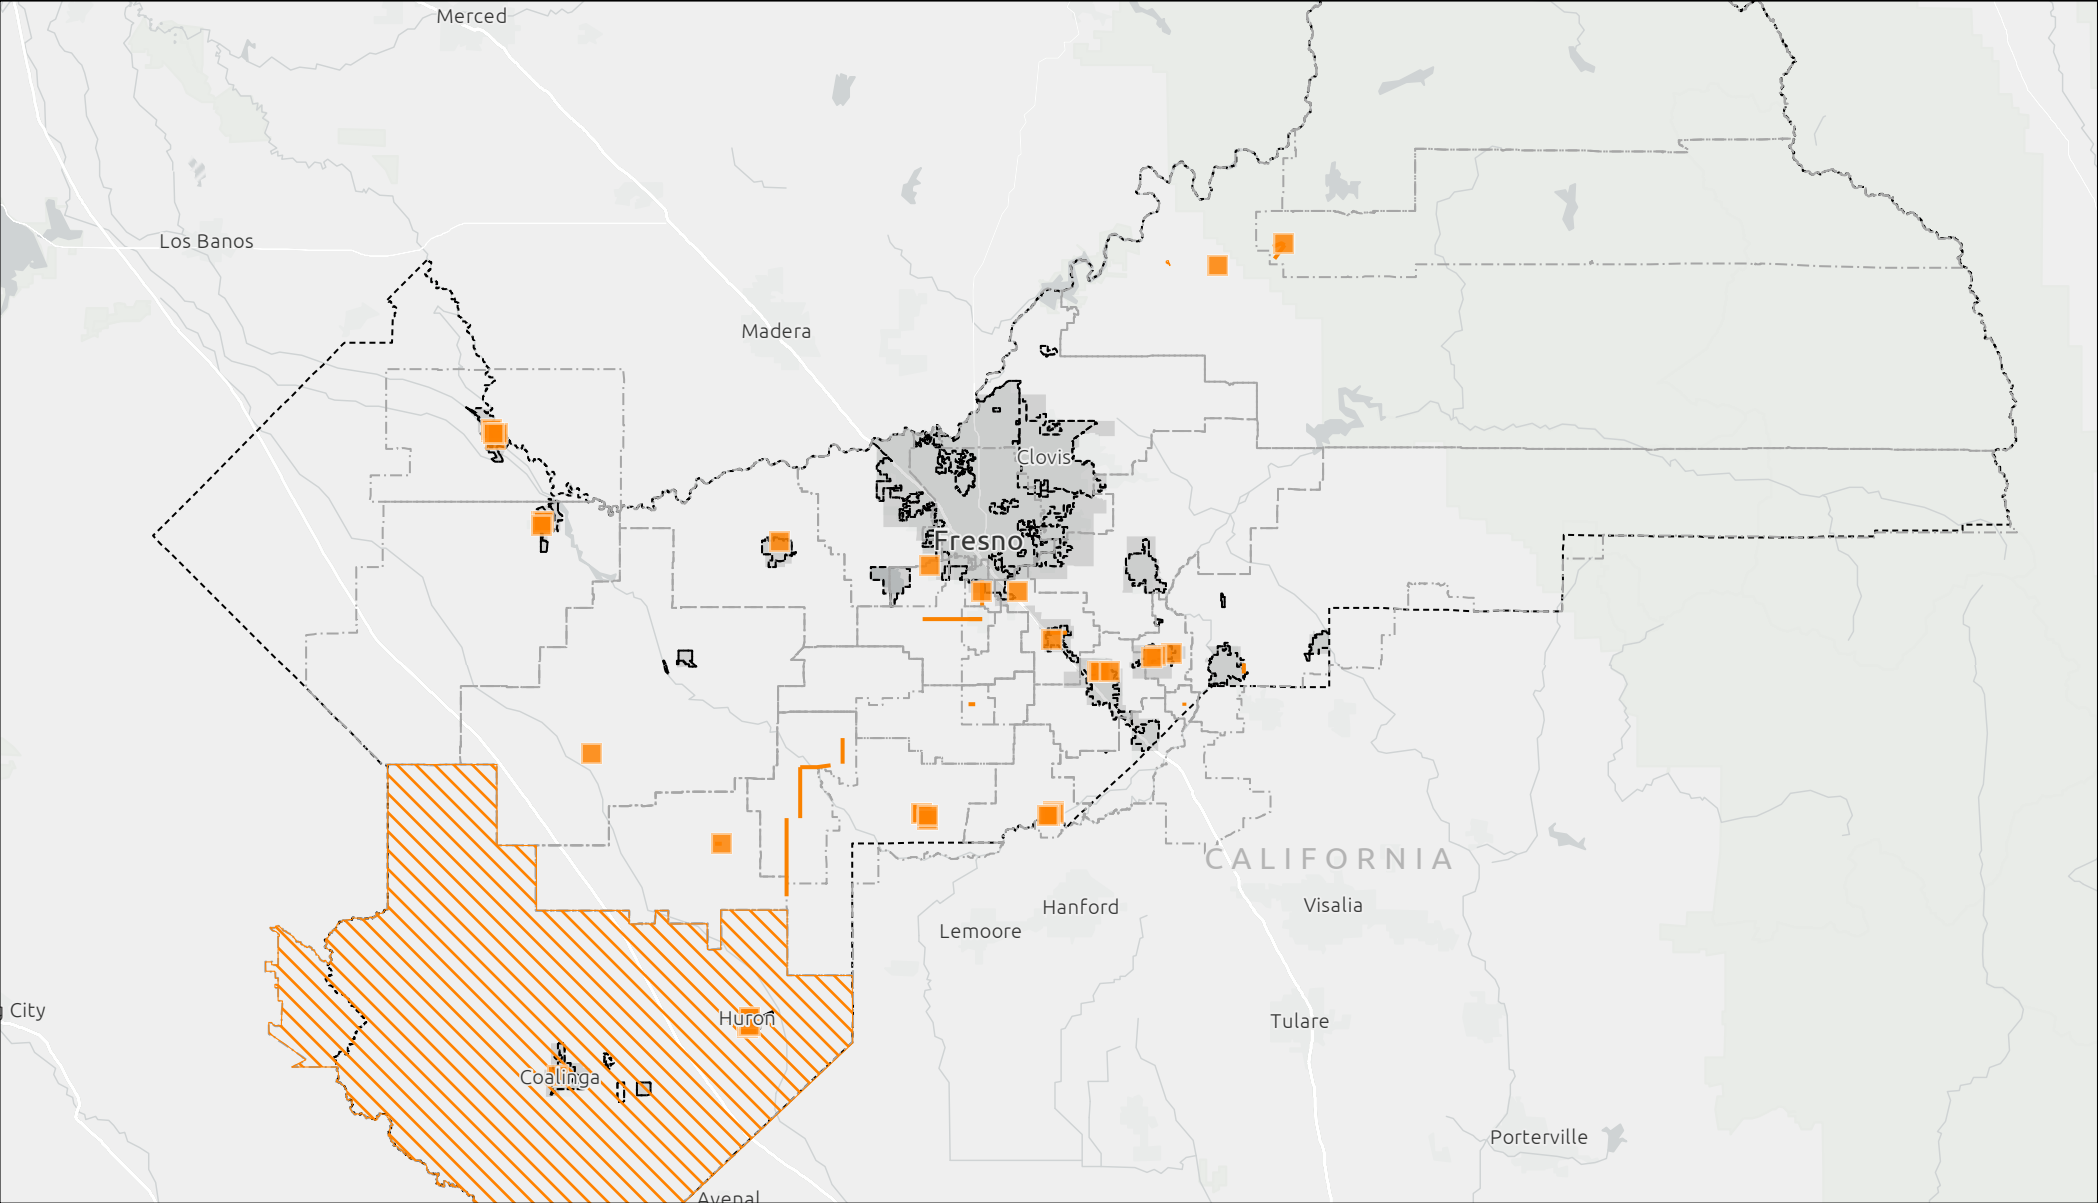 Merced
Los Banos
Madera
Clovis
Fresno
CALIFORNIA
Hanford
Visalia
Lemoore
g City
Huron
Tulare
Coalinga
Porterville
Avenal